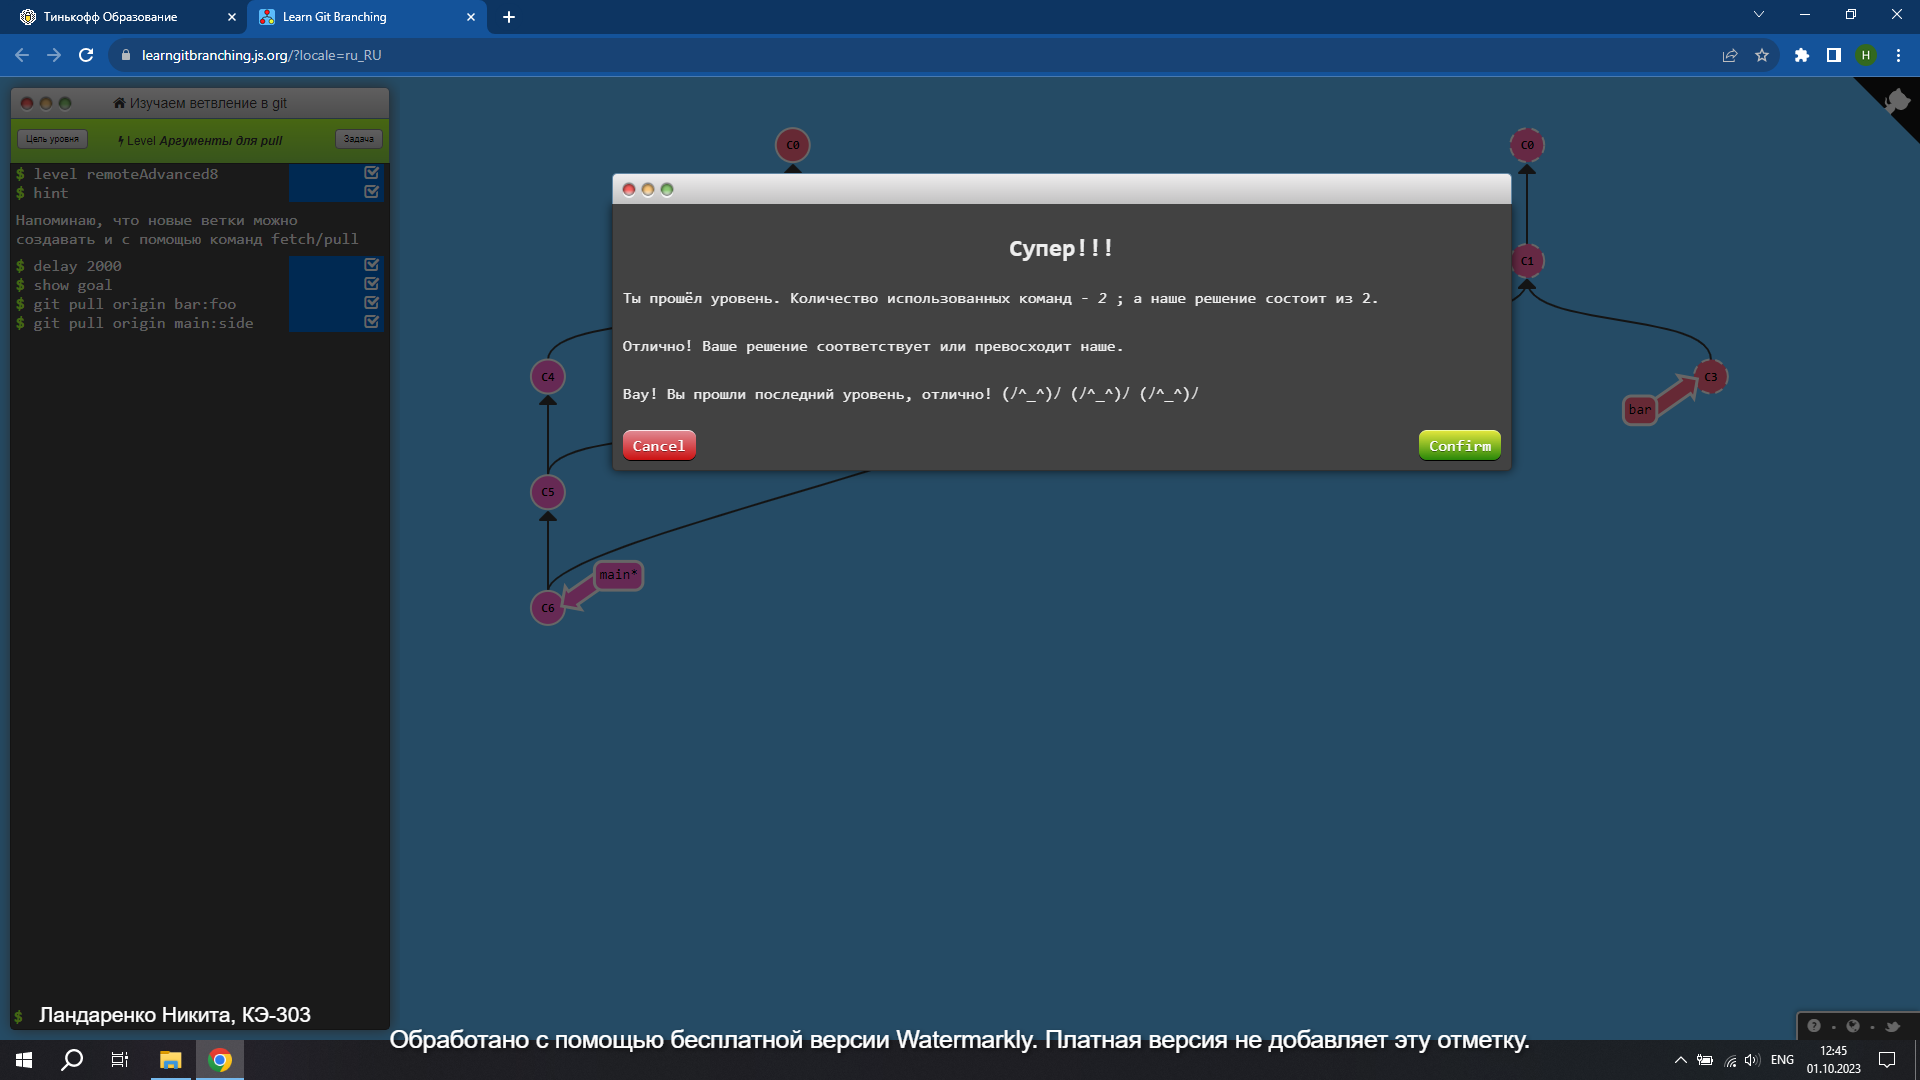 Тинькофф Образование
Learn Git Branching
learngitbranching.js.org/?locale=ru_RU
H
Изучаем ветвление в git
Цель уровня
Level Аргументы для pull
Задача
$ level remoteAdvanced8
$ hint
Напоминаю, что новые ветки можно
создавать и с помощью команд fetch/pull
$ delay 2000
$ show goal
$ git pull origin bar:foo
$ git pull origin main:side
C0
C0
C1
C4
C3
bar
C5
main*
C6
Супер!!!
Ты прошёл уровень. Количество использованных команд - 2 ; а наше решение состоит из 2.
Отлично! Ваше решение соответствует или превосходит наше.
Вау! Вы прошли последний уровень, отлично! (/^_^)/ (/^_^)/ (/^_^)/
Cancel
Confirm
$ Ландаренко Никита, КЭ-303
Обработано с помощью бесплатной версии Watermarkly. Платная версия не добавляет эту отметку.
ENG
12:45
01.10.2023